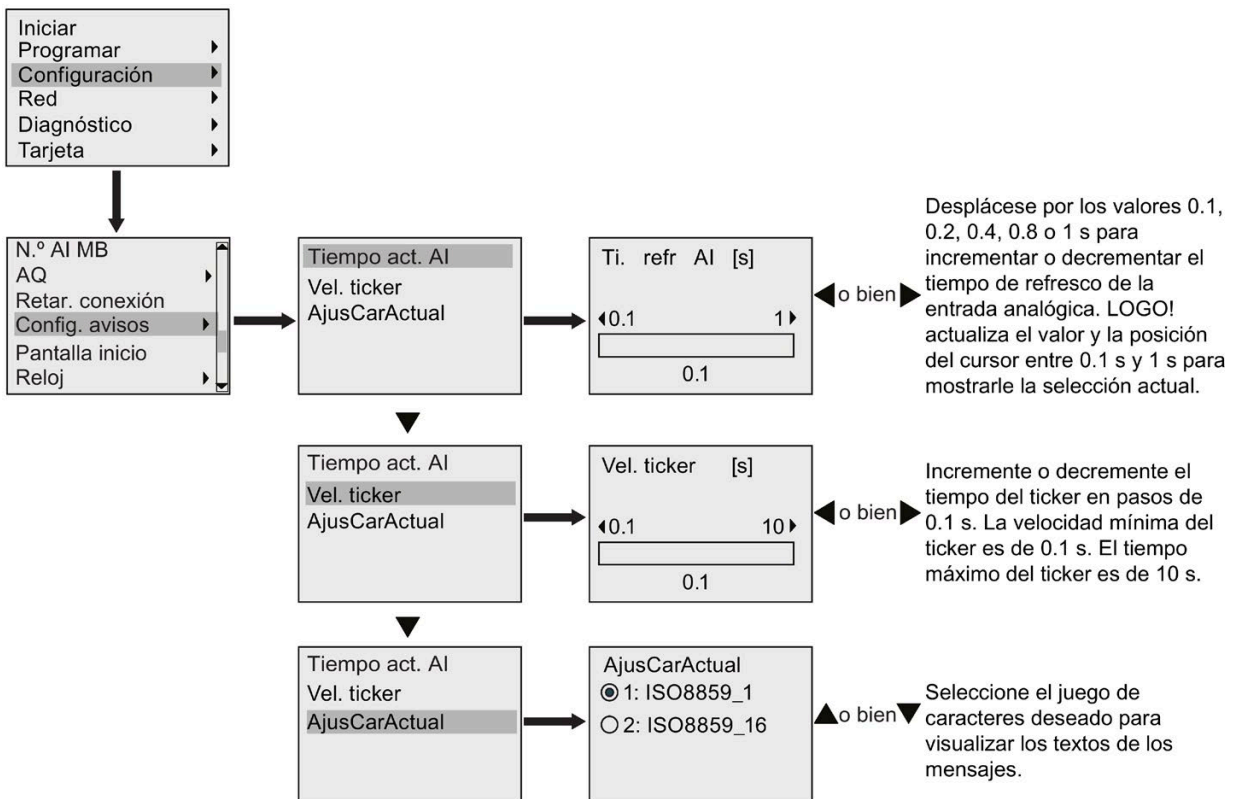 Iniciar
Programar
Configuración
Red
Diagnóstico
Tarjeta
N.º AI MB
AQ
Retar. conexión
Config. avisos
Pantalla inicio
Reloj
Tiempo act. AI
Vel. ticker
AjusCarActual
Ti. refr AI [s]
0.1 1
0.1
o bien
Desplácese por los valores 0.1,
0.2, 0.4, 0.8 o 1 s para
incrementar o decrementar el
tiempo de refresco de la
entrada analógica. LOGO!
actualiza el valor y la posición
del cursor entre 0.1 s y 1 s para
mostrarle la selección actual.
Tiempo act. AI
Vel. ticker
AjusCarActual
Vel. ticker [s]
0.1 10
0.1
o bien
Incremente o decremente el
tiempo del ticker en pasos de
0.1 s. La velocidad mínima del
ticker es de 0.1 s. El tiempo
máximo del ticker es de 10 s.
Tiempo act. AI
Vel. ticker
AjusCarActual
AjusCarActual
1: ISO8859_1
2: ISO8859_16
o bien
Seleccione el juego de
caracteres deseado para
visualizar los textos de los
mensajes.